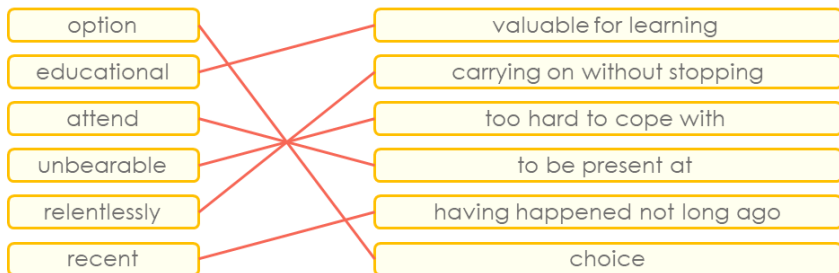 option valuable for learning
educational carrying on without stopping
attend too hard to cope with
unbearable to be present at
relentlessly having happened not long ago
recent choice